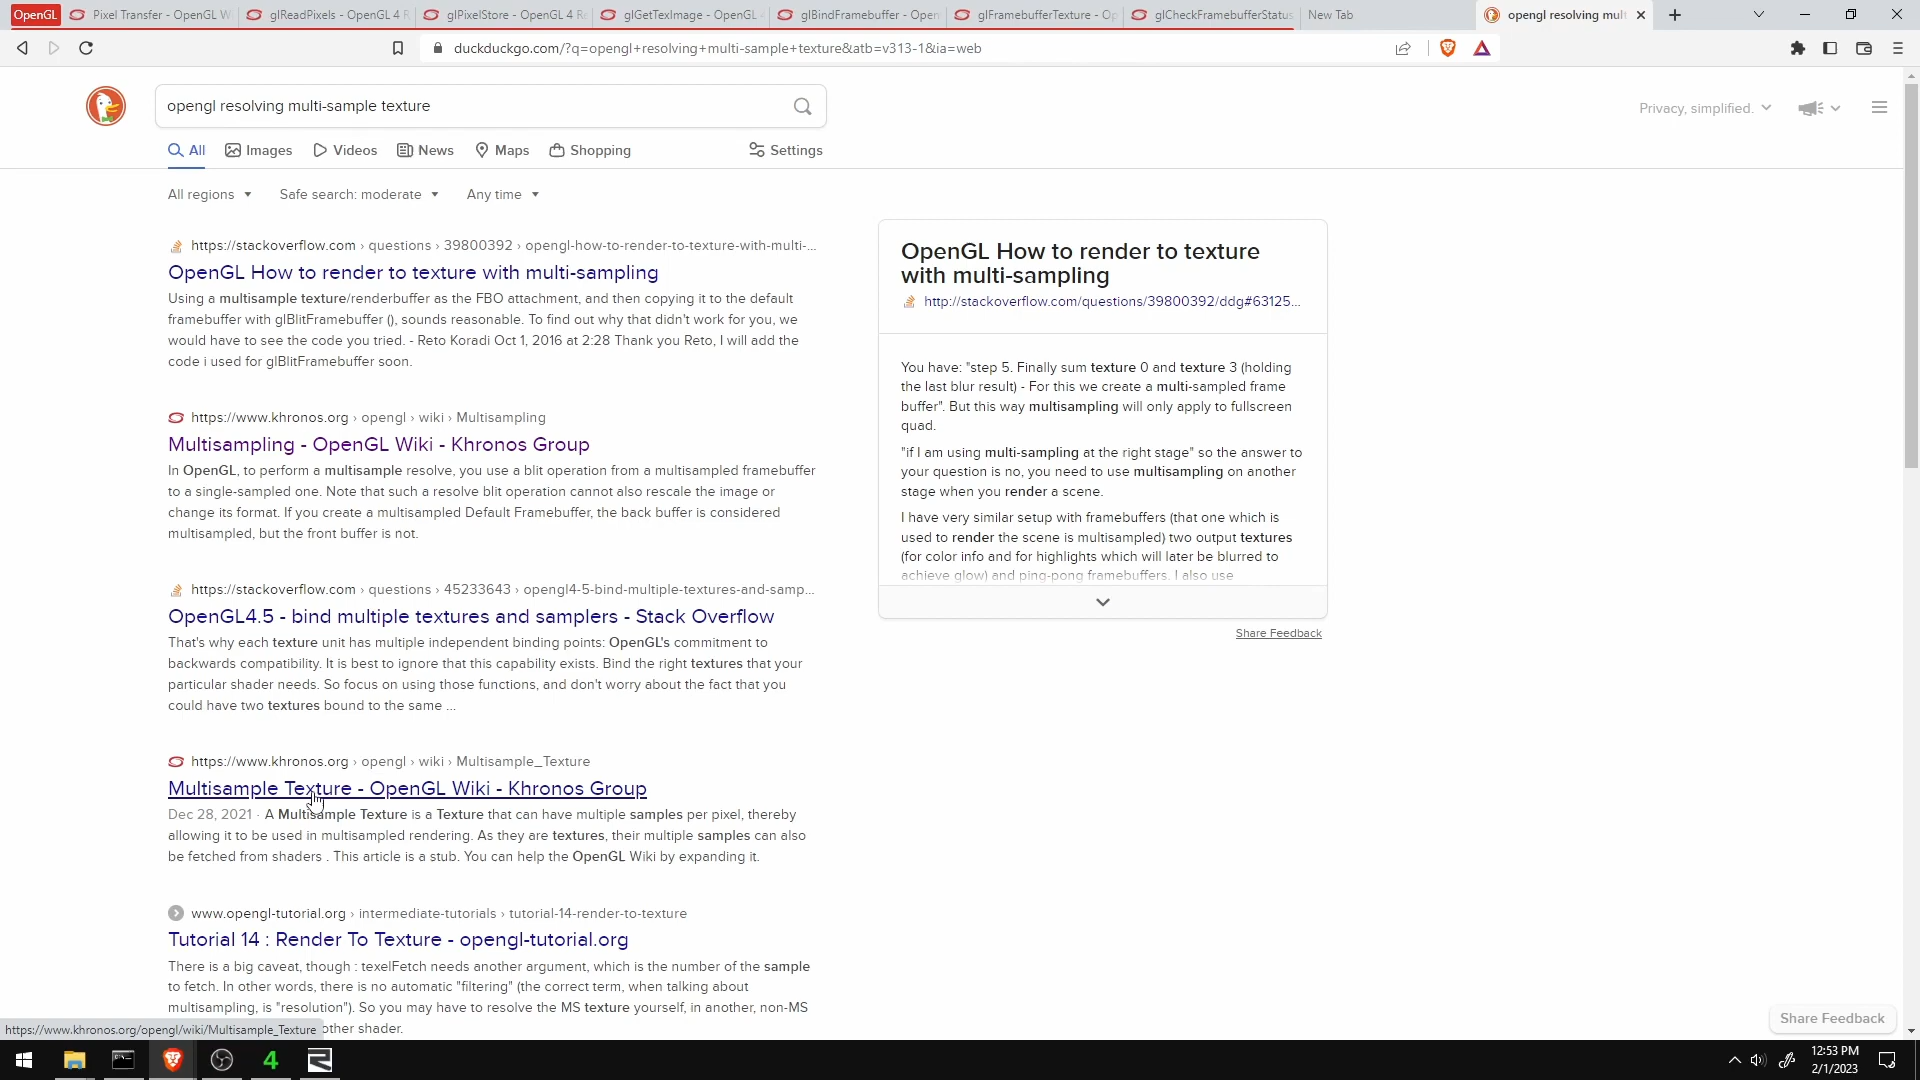 OpenGL
Pixel Transfer - OpenGL W
glReadPixels - OpenGL 4 R
glPixelStore - OpenGL 4 Re
glGetTexImage - OpenGL 4
glBindFramebuffer - Open
glFramebufferTexture - Op
glCheckFramebufferStatus
New Tab
opengl resolving mult
duckduckgo.com/?q=opengl+resolving+multi-sample+texture&atb=v313-1&ia=web
opengl resolving multi-sample texture
Privacy, simplified.
All
Images
Videos
News
Maps
Shopping
Settings
All regions
Safe search: moderate
Any time
https://stackoverflow.com › questions › 39800392 › opengl-how-to-render-to-texture-with-multi-...
OpenGL How to render to texture with multi-sampling
Using a multisample texture/renderbuffer as the FBO attachment, and then copying it to the default
framebuffer with glBlitFramebuffer (), sounds reasonable. To find out why that didn't work for you, we
would have to see the code you tried. - Reto Koradi Oct 1, 2016 at 2:28 Thank you Reto, I will add the
code i used for glBlitFramebuffer soon.
https://www.khronos.org › opengl › wiki › Multisampling
Multisampling - OpenGL Wiki - Khronos Group
In OpenGL, to perform a multisample resolve, you use a blit operation from a multisampled framebuffer
to a single-sampled one. Note that such a resolve blit operation cannot also rescale the image or
change its format. If you create a multisampled Default Framebuffer, the back buffer is considered
multisampled, but the front buffer is not.
https://stackoverflow.com › questions › 45233643 › opengl4-5-bind-multiple-textures-and-samp...
OpenGL4.5 - bind multiple textures and samplers - Stack Overflow
That's why each texture unit has multiple independent binding points: OpenGL's commitment to
backwards compatibility. It is best to ignore that this capability exists. Bind the right textures that your
particular shader needs. So focus on using those functions, and don't worry about the fact that you
could have two textures bound to the same ...
https://www.khronos.org › opengl › wiki › Multisample_Texture
Multisample Texture - OpenGL Wiki - Khronos Group
Dec 28, 2021 · A Multisample Texture is a Texture that can have multiple samples per pixel, thereby
allowing it to be used in multisampled rendering. As they are textures, their multiple samples can also
be fetched from shaders . This article is a stub. You can help the OpenGL Wiki by expanding it.
www.opengl-tutorial.org › intermediate-tutorials › tutorial-14-render-to-texture
Tutorial 14 : Render To Texture - opengl-tutorial.org
There is a big caveat, though : texelFetch needs another argument, which is the number of the sample
to fetch. In other words, there is no automatic "filtering" (the correct term, when talking about
multisampling, is "resolution"). So you may have to resolve the MS texture yourself, in another, non-MS
other shader.
https://www.khronos.org/opengl/wiki/Multisample_Texture
OpenGL How to render to texture
with multi-sampling
http://stackoverflow.com/questions/39800392/ddg#63125...
You have: "step 5. Finally sum texture 0 and texture 3 (holding
the last blur result) - For this we create a multi-sampled frame
buffer". But this way multisampling will only apply to fullscreen
quad.
"if I am using multi-sampling at the right stage" so the answer to
your question is no, you need to use multisampling on another
stage when you render a scene.
I have very similar setup with framebuffers (that one which is
used to render the scene is multisampled) two output textures
(for color info and for highlights which will later be blurred to
achieve glow) and ping-pong framebuffers. I also use
Share Feedback
Share Feedback
4
12:53 PM
2/1/2023